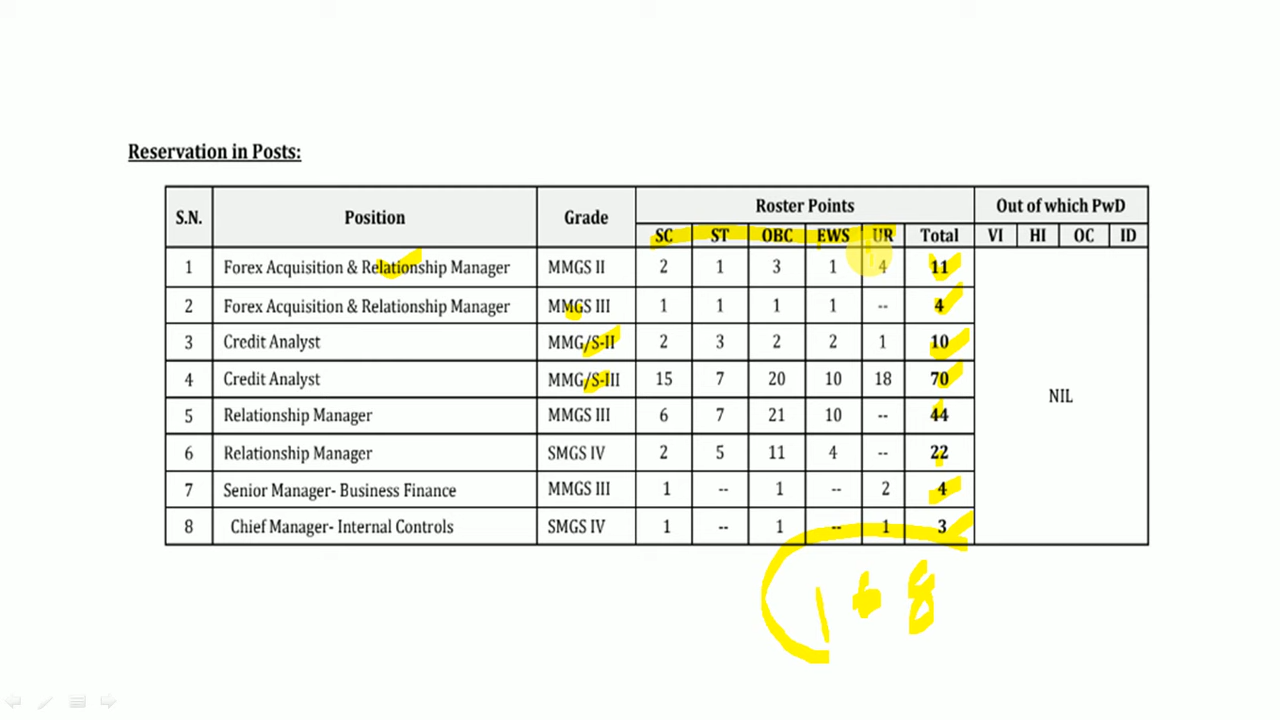 Reservation in Posts:
S.N. Position Grade Roster Points Out of which PwD
SC ST OBC EWS UR Total VI HI OC ID
1 Forex Acquisition & Relationship Manager MMGS II 2 1 3 1 4 11 NIL
2 Forex Acquisition & Relationship Manager MMGS III 1 1 1 1 -- 4
3 Credit Analyst MMG/S-II 2 3 2 2 1 10
4 Credit Analyst MMG/S-III 15 7 20 10 18 70
5 Relationship Manager MMGS III 6 7 21 10 -- 44
6 Relationship Manager SMGS IV 2 5 11 4 -- 22
7 Senior Manager- Business Finance MMGS III 1 -- 1 -- 2 4
8 Chief Manager- Internal Controls SMGS IV 1 -- 1 -- 1 3
1 to 8